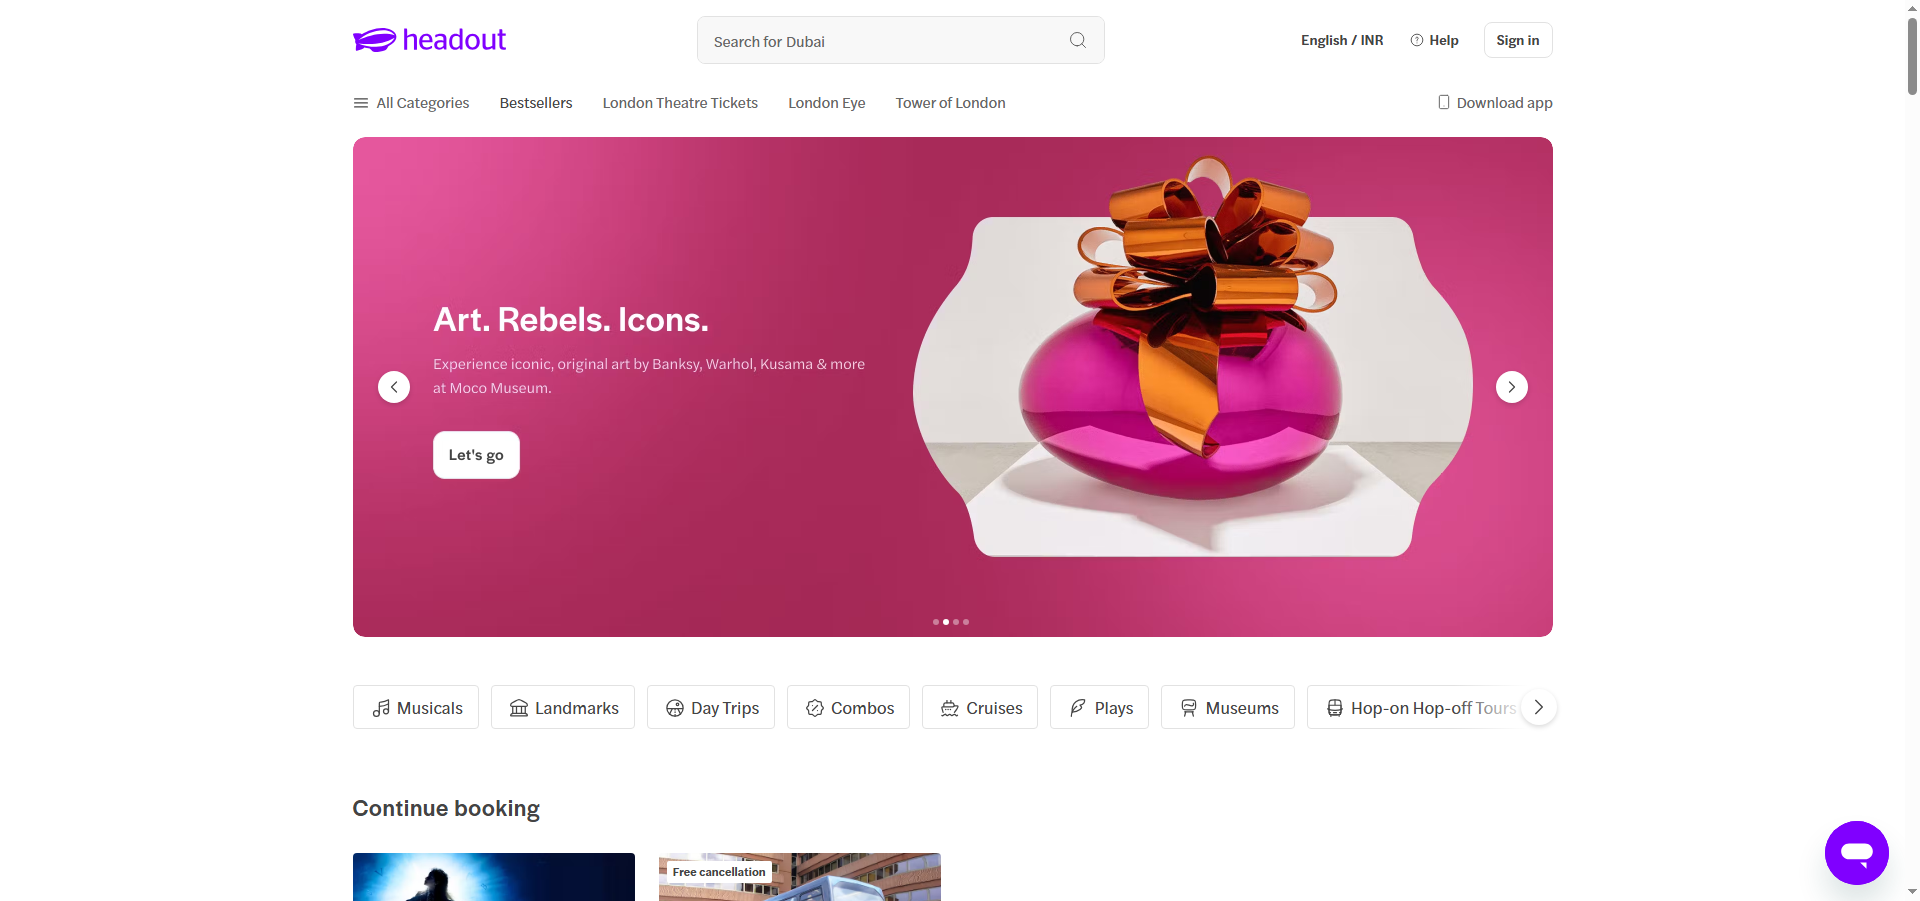 headout
Search for Dubai
English / INR
Help
Sign in
All Categories
Bestsellers
London Theatre Tickets
London Eye
Tower of London
Download app
Art. Rebels. Icons.
Experience iconic, original art by Banksy, Warhol, Kusama & more
at Moco Museum.
Let's go
Musicals
Landmarks
Day Trips
Combos
Cruises
Plays
Museums
Hop-on Hop-off Tours
Continue booking
Free cancellation